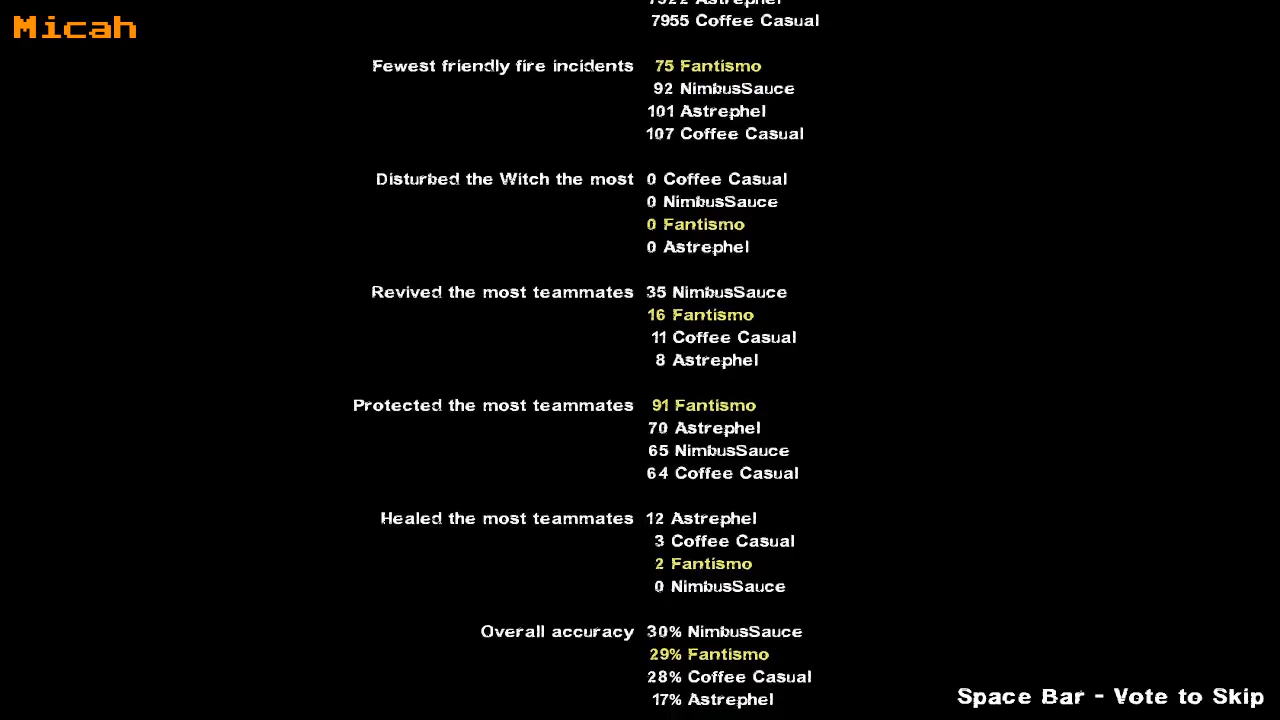 Micah
Astrephel
7955 Coffee Casual
Fewest friendly fire incidents 75 Fantismo
92 NimbusSauce
101 Astrephel
107 Coffee Casual
Disturbed the Witch the most 0 Coffee Casual
0 NimbusSauce
0 Fantismo
0 Astrephel
Revived the most teammates 35 NimbusSauce
16 Fantismo
11 Coffee Casual
8 Astrephel
Protected the most teammates 91 Fantismo
70 Astrephel
65 NimbusSauce
64 Coffee Casual
Healed the most teammates 12 Astrephel
3 Coffee Casual
2 Fantismo
0 NimbusSauce
Overall accuracy 30% NimbusSauce
29% Fantismo
28% Coffee Casual
17% Astrephel
Space Bar - Vote to Skip